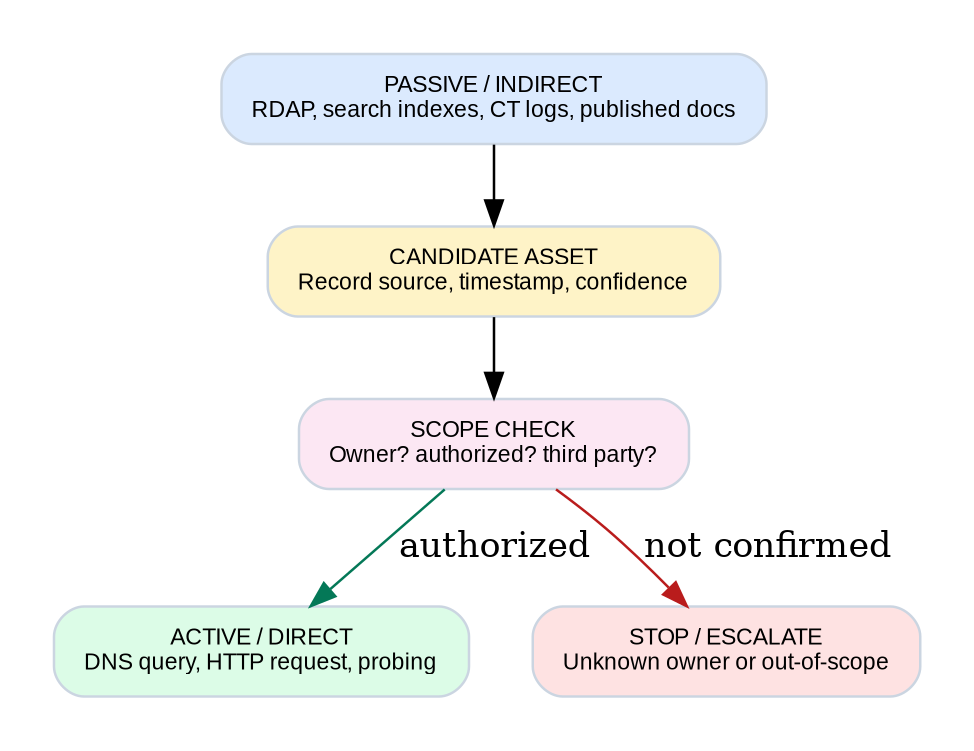 PASSIVE / INDIRECT
RDAP, search indexes, CT logs, published docs
CANDIDATE ASSET
Record source, timestamp, confidence
SCOPE CHECK
Owner? authorized? third party?
authorized
not confirmed
ACTIVE / DIRECT
DNS query, HTTP request, probing
STOP / ESCALATE
Unknown owner or out-of-scope